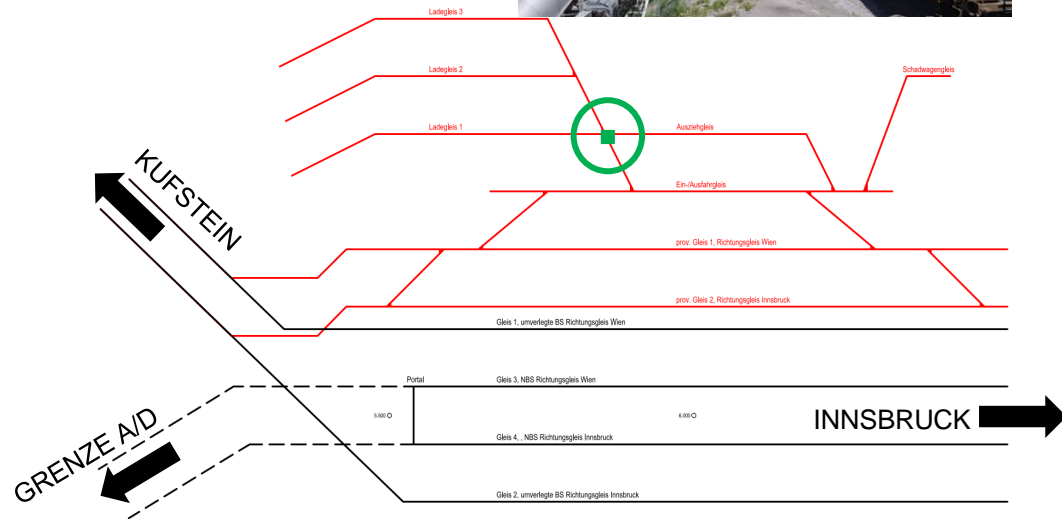 Ladegleis 3
Ladegleis 2
Schadwagengleis
Ladegleis 1
Ausziehgleis
KUFSTEIN
Ein-/Ausfahrgleis
prov. Gleis 1, Richtungsgleis Wien
prov. Gleis 2, Richtungsgleis Innsbruck
Gleis 1, umverlegte BS Richtungsgleis Wien
Portal
Gleis 3, NBS Richtungsgleis Wien
5.500
6.000
INNSBRUCK
GRENZE A/D
Gleis 4, , NBS Richtungsgleis Innsbruck
Gleis 2, umverlegte BS Richtungsgleis Innsbruck